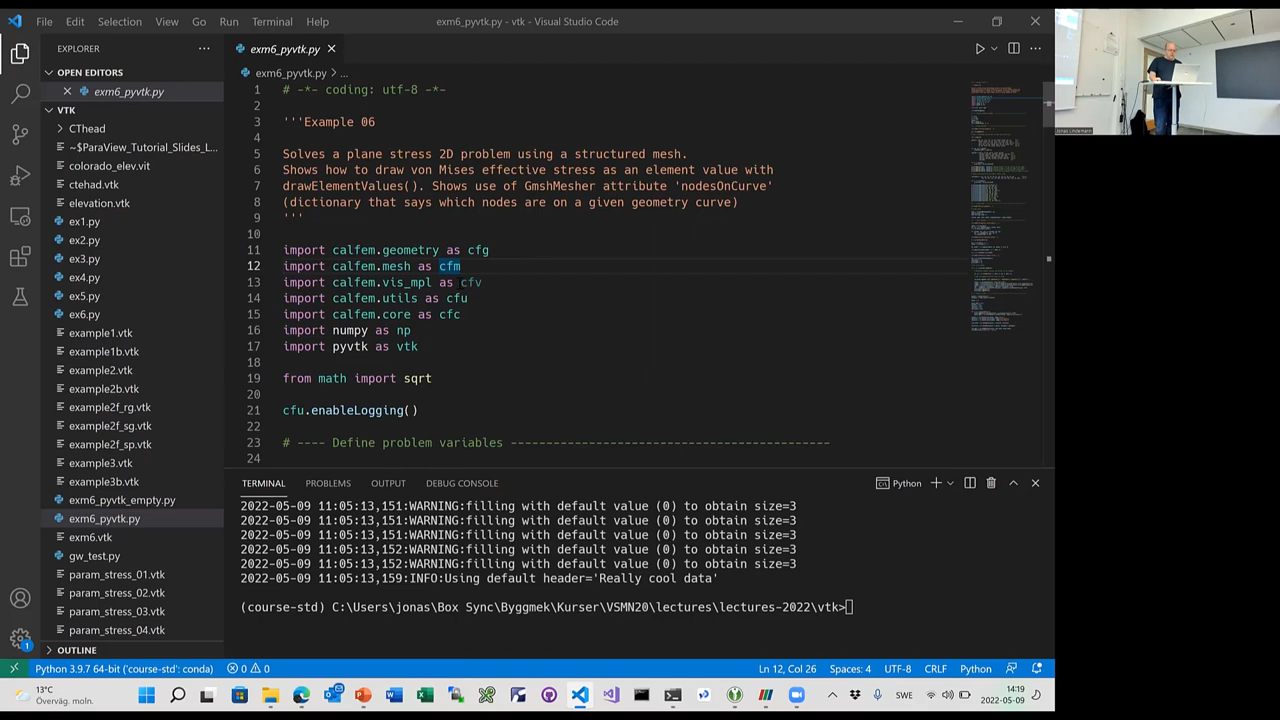 File Edit Selection View Go Run Terminal Help
exm6_pyvtk.py - vtk - Visual Studio Code
EXPLORER
OPEN EDITORS
exm6_pyvtk.py
VTK
CThead
~$ParaView_Tutorial_Slides_L...
colorado_elev.vit
ctehad.vtk
elevation.vtk
ex1.py
ex2.py
ex3.py
ex4.py
ex5.py
ex6.py
example1.vtk
example1b.vtk
example2.vtk
example2b.vtk
example2f_rg.vtk
example2f_sg.vtk
example2f_sp.vtk
example3.vtk
example3b.vtk
exm6_pyvtk_empty.py
exm6_pyvtk.py
exm6.vtk
gw_test.py
param_stress_01.vtk
param_stress_02.vtk
param_stress_03.vtk
param_stress_04.vtk
OUTLINE
exm6_pyvtk.py
exm6_pyvtk.py > ...
1 # -*- coding: utf-8 -*-
2
3 '''Example 06
4
5 Solves a plane stress 2D problem using a structured mesh.
6 Shows how to draw von Mises effective stress as an element value with
7 drawElementValues(). Shows use of GmshMesher attribute 'nodesOnCurve'
8 (dictionary that says which nodes are on a given geometry curve)
9 '''
10
11 import calfem.geometry as cfg
12 import calfem.mesh as cfm
13 import calfem.vis_mpl as cfv
14 import calfem.utils as cfu
15 import calfem.core as cfc
16 import numpy as np
17 import pyvtk as vtk
18
19 from math import sqrt
20
21 cfu.enableLogging()
22
23 # ---- Define problem variables --------------------------------------------
24
TERMINAL PROBLEMS OUTPUT DEBUG CONSOLE
Python
2022-05-09 11:05:13,151:WARNING:filling with default value (0) to obtain size=3
2022-05-09 11:05:13,151:WARNING:filling with default value (0) to obtain size=3
2022-05-09 11:05:13,151:WARNING:filling with default value (0) to obtain size=3
2022-05-09 11:05:13,152:WARNING:filling with default value (0) to obtain size=3
2022-05-09 11:05:13,152:WARNING:filling with default value (0) to obtain size=3
2022-05-09 11:05:13,159:INFO:Using default header='Really cool data'
(course-std) C:\Users\jonas\Box Sync\Byggmek\Kurser\VSMN20\lectures\lectures-2022\vtk>
1
Python 3.9.7 64-bit ('course-std': conda) 0 0
Ln 12, Col 26 Spaces: 4 UTF-8 CRLF Python
13°C
Överväg. muln...
SWE
14:19
2022-05-09
Jonas Lindemann